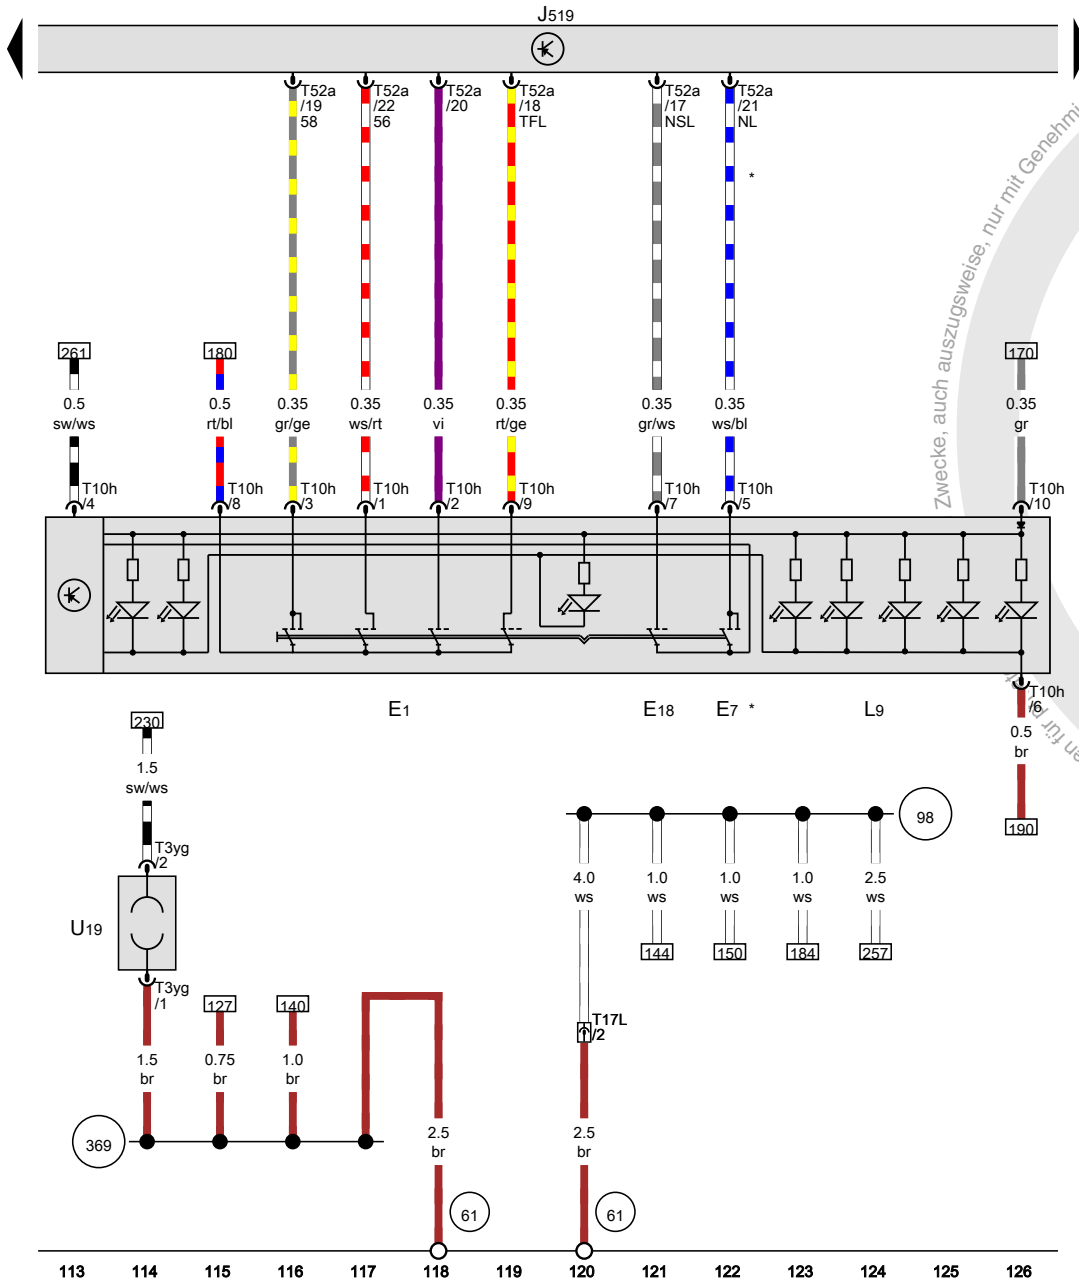 J519
T52a
/19
58
T52a
/22
56
T52a
/20
T52a
/18
TFL
T52a
/17
NSL
T52a
/21
NL
*
Zwecke, auch auszugsweise, nur mit Genehmi
261
180
170
0.5
sw/ws
0.5
rt/bl
0.35
gr/ge
0.35
ws/rt
0.35
vi
0.35
rt/ge
0.35
gr/ws
0.35
ws/bl
0.35
gr
T10h
/4
T10h
/8
T10h
/3
T10h
/1
T10h
/2
T10h
/9
T10h
/7
T10h
/5
T10h
/10
E1
E18
E7 *
L9
T10h
/6
0.5
br
190
en für
230
1.5
sw/ws
T3yg
/2
U19
T3yg
/1
98
4.0
ws
1.0
ws
1.0
ws
1.0
ws
2.5
ws
144
150
184
257
127
140
T17L
/2
1.5
br
0.75
br
1.0
br
369
2.5
br
2.5
br
61
61
113 114 115 116 117 118 119 120 121 122 123 124 125 126